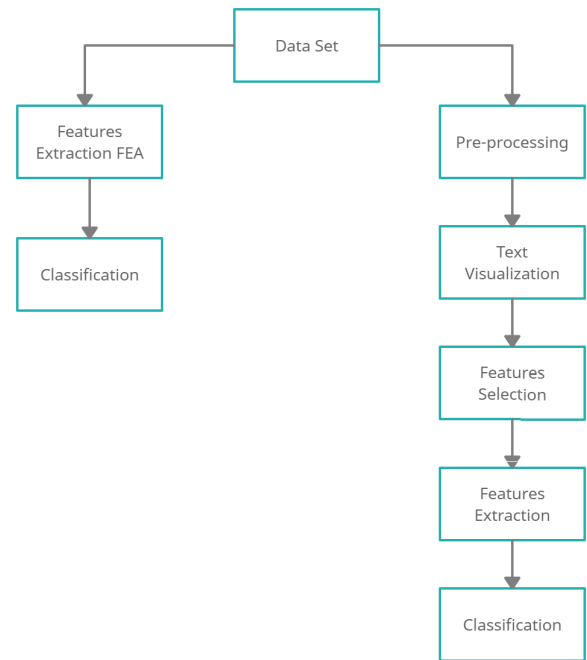 Data Set
Features
Extraction FEA
Classification
Pre-processing
Text
Visualization
Features
Selection
Features
Extraction
Classification